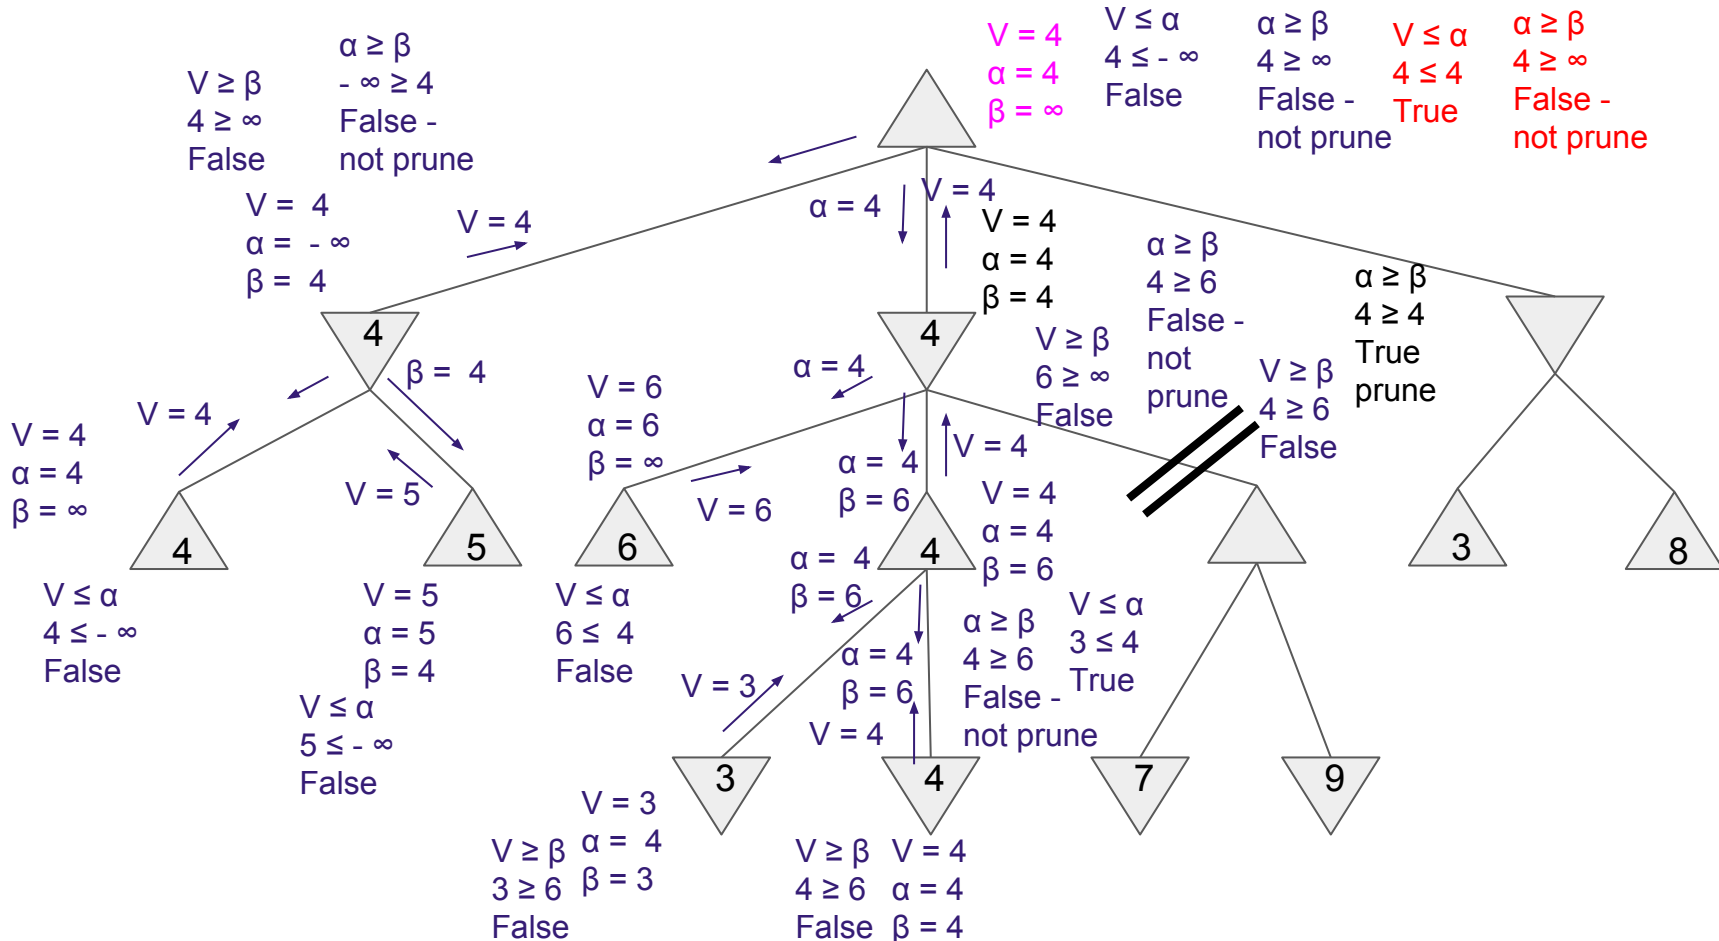 V = 4
α = 4
β = ∞
V ≤ α
4 ≤ - ∞
False
α ≥ β
4 ≥ ∞
False -
not prune
V ≤ α
4 ≤ 4
True
α ≥ β
4 ≥ ∞
False -
not prune
V ≥ β
4 ≥ ∞
False
α ≥ β
- ∞ ≥ 4
False -
not prune
V = 4
α = - ∞
β = 4
V = 4
α = 4
V = 4
V = 4
α = 4
β = 4
α ≥ β
4 ≥ 6
False -
not
prune
α ≥ β
4 ≥ 4
True
prune
4
4
β = 4
α = 4
V ≥ β
6 ≥ ∞
False
V ≥ β
4 ≥ 6
False
V = 4
α = 4
β = ∞
V = 4
V = 5
V = 6
α = 6
β = ∞
V = 6
α = 4
β = 6
V = 4
V = 4
α = 4
β = 6
4
5
6
4
3
8
V ≤ α
4 ≤ - ∞
False
V = 5
α = 5
β = 4
V ≤ α
5 ≤ - ∞
False
V ≤ α
6 ≤ 4
False
α = 4
β = 6
V = 3
α = 4
β = 6
V = 4
α ≥ β
4 ≥ 6
False -
not prune
V ≤ α
3 ≤ 4
True
3
4
7
9
V ≥ β
3 ≥ 6
False
V = 3
α = 4
β = 3
V ≥ β
4 ≥ 6
False
V = 4
α = 4
β = 4